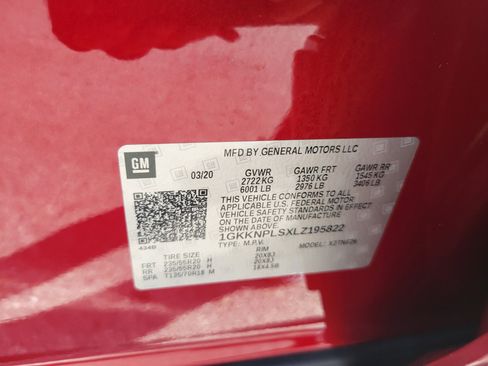 GM
MFD BY GENERAL MOTORS LLC
03/20 GVWR GAWR FRT GAWR RR
2722 KG 1350 KG 1545 KG
6001 LB 2976 LB 3406 LB
THIS VEHICLE CONFORMS TO ALL
APPLICABLE U.S. FEDERAL MOTOR
VEHICLE SAFETY STANDARDS IN EFFECT
ON THE DATE OF MANUFACTURE
SHOWN ABOVE.
1GKKNPLSXLZ195822
TYPE: M.P.V. MODEL:
434B
TIRE SIZE RIM
FRT 235/55R20 H 20X8J
RR 235/55R20 H 20X8J
SPA T135/70R18 M 18X4.5B